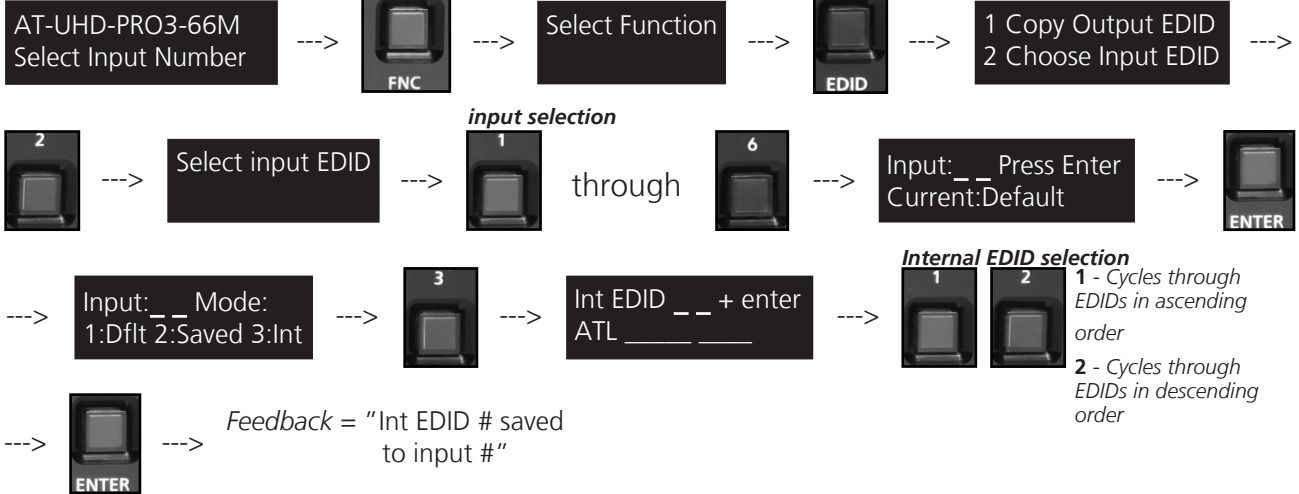 AT-UHD-PRO3-66M
Select Input Number
--->
FNC
--->
Select Function
--->
EDID
--->
1 Copy Output EDID
2 Choose Input EDID
--->
2
--->
Select input EDID
--->
input selection
1
through
6
--->
Input:_ _ Press Enter
Current:Default
--->
ENTER
--->
Input:_ _ Mode:
1:Dflt 2:Saved 3:Int
--->
3
--->
Int EDID _ _ + enter
ATL _____ ____
--->
Internal EDID selection
1
2
1 - Cycles through
EDIDs in ascending
order
2 - Cycles through
EDIDs in descending
order
--->
ENTER
--->
Feedback = "Int EDID # saved
to input #"